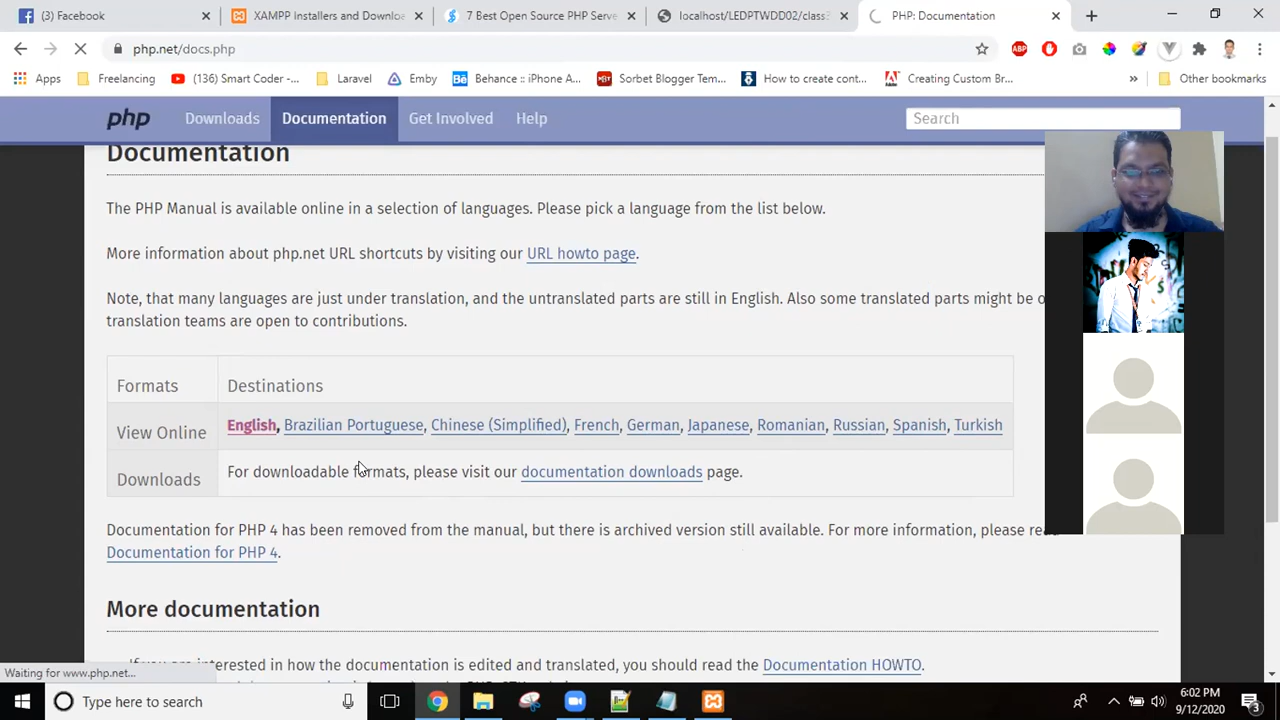 (3) Facebook
XAMPP Installers and Downlo
7 Best Open Source PHP Serve
localhost/LEDPTWDD02/class
PHP: Documentation
php.net/docs.php
Apps
Freelancing
(136) Smart Coder -...
Laravel
Emby
Behance :: iPhone A...
Sorbet Blogger Tem...
How to create cont...
Creating Custom Br...
»
Other bookmarks
php
Downloads
Documentation
Get Involved
Help
Search
Documentation
The PHP Manual is available online in a selection of languages. Please pick a language from the list below.
More information about php.net URL shortcuts by visiting our URL howto page.
Note, that many languages are just under translation, and the untranslated parts are still in English. Also some translated parts might be o
translation teams are open to contributions.
Formats Destinations
View Online English, Brazilian Portuguese, Chinese (Simplified), French, German, Japanese, Romanian, Russian, Spanish, Turkish
Downloads For downloadable formats, please visit our documentation downloads page.
Documentation for PHP 4 has been removed from the manual, but there is archived version still available. For more information, please read
Documentation for PHP 4.
More documentation
If you are interested in how the documentation is edited and translated, you should read the Documentation HOWTO.
Waiting for www.php.net...
Type here to search
6:02 PM
9/12/2020
3